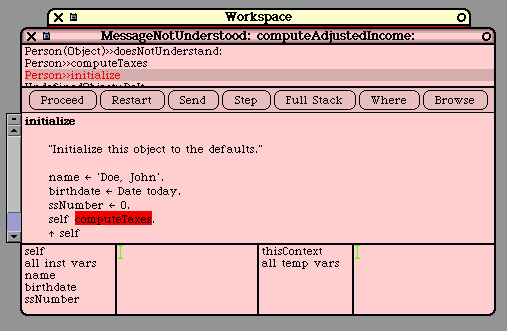 Workspace
MessageNotUnderstood: computeAdjustedIncome:
Person(Object)>>doesNotUnderstand:
Person>>computeTaxes
Person>>initialize
UndefinedObject>>DoIt
Proceed Restart Send Step Full Stack Where Browse
initialize
"Initialize this object to the defaults."
name ← 'Doe, John'.
birthdate ← Date today.
ssNumber ← 0.
self computeTaxes.
↑ self
self
all inst vars
name
birthdate
ssNumber
thisContext
all temp vars